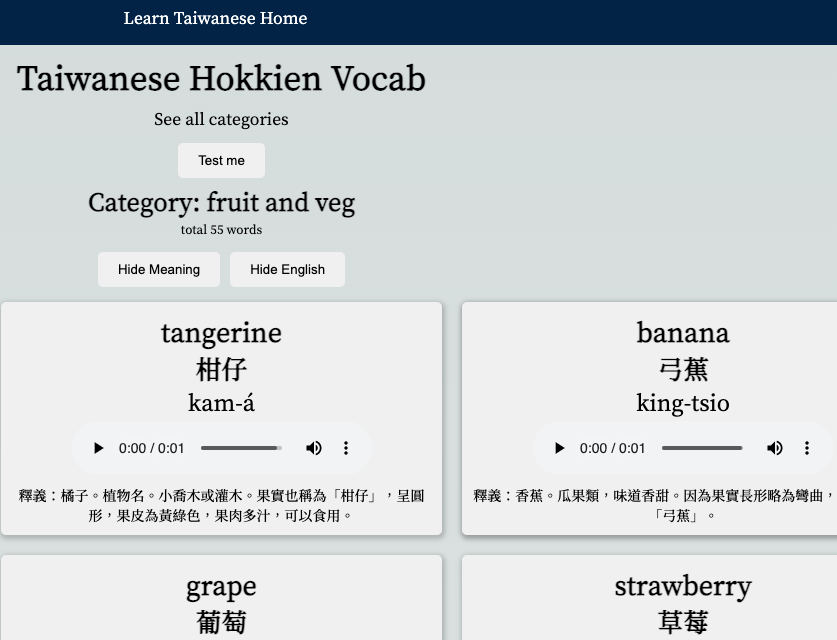 Learn Taiwanese Home
Taiwanese Hokkien Vocab
See all categories
Test me
Category: fruit and veg
total 55 words
Hide Meaning
Hide English
tangerine
柑仔
kam-á
0:00 / 0:01
釋義：橘子。植物名。小喬木或灌木。果實也稱為「柑仔」，呈圓
形，果皮為黃綠色，果肉多汁，可以食用。
banana
弓蕉
king-tsio
0:00 / 0:01
釋義：香蕉。瓜果類，味道香甜。因為果實長形略為彎曲，
「弓蕉」。
grape
葡萄
strawberry
草莓